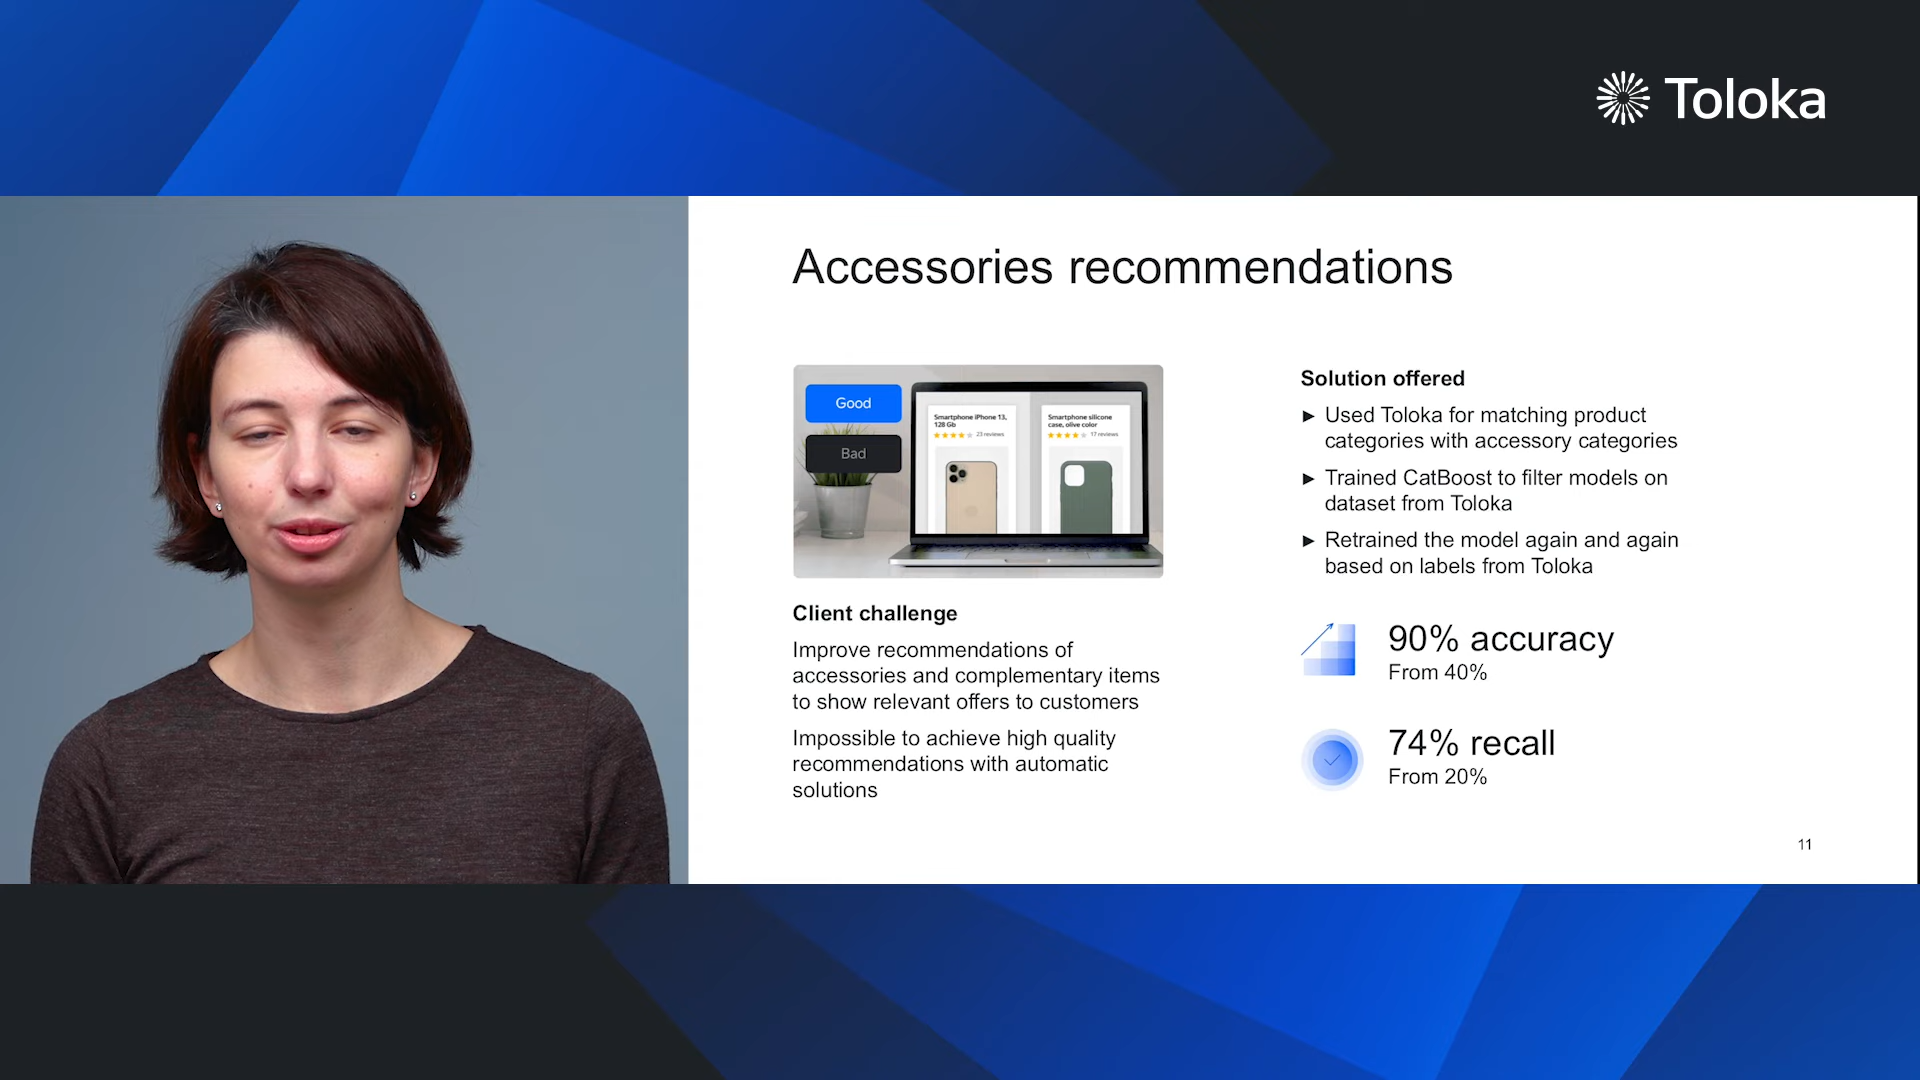 Toloka
Accessories recommendations
Good
Bad
Smartphone iPhone 13,
128 Gb
23 reviews
Smartphone silicone
case, olive color
17 reviews
Client challenge
Improve recommendations of
accessories and complementary items
to show relevant offers to customers
Impossible to achieve high quality
recommendations with automatic
solutions
Solution offered
► Used Toloka for matching product
categories with accessory categories
► Trained CatBoost to filter models on
dataset from Toloka
► Retrained the model again and again
based on labels from Toloka
90% accuracy
From 40%
74% recall
From 20%
11